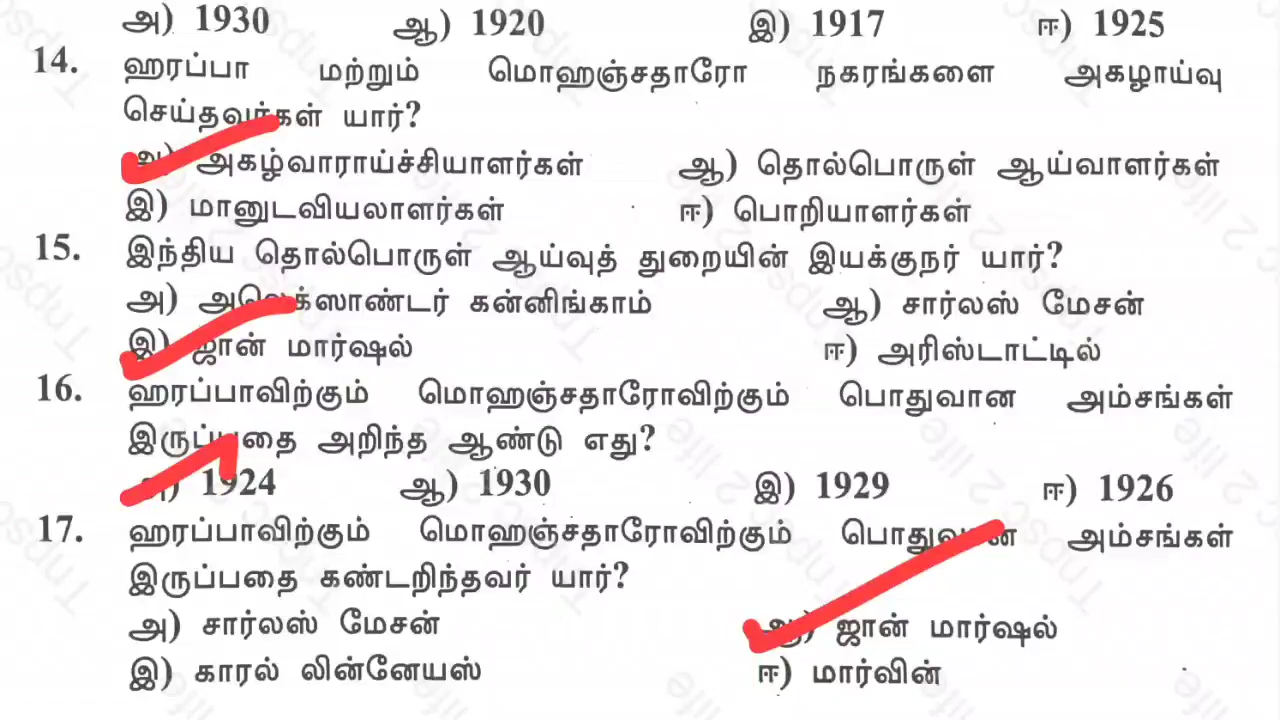 அ) 1930 ஆ) 1920 இ) 1917 ஈ) 1925
14. ஹரப்பா மற்றும் மொஹஞ்சதாரோ நகரங்களை அகழாய்வு
செய்தவர்கள் யார்?
அ) அகழ்வாராய்ச்சியாளர்கள் ஆ) தொல்பொருள் ஆய்வாளர்கள்
இ) மானுடவியலாளர்கள் ஈ) பொறியாளர்கள்
15. இந்திய தொல்பொருள் ஆய்வுத் துறையின் இயக்குநர் யார்?
அ) அலெக்ஸாண்டர் கன்னிங்காம் ஆ) சார்லஸ் மேசன்
இ) ஜான் மார்ஷல் ஈ) அரிஸ்டாட்டில்
16. ஹரப்பாவிற்கும் மொஹஞ்சதாரோவிற்கும் பொதுவான அம்சங்கள்
இருப்பதை அறிந்த ஆண்டு எது?
அ) 1924 ஆ) 1930 இ) 1929 ஈ) 1926
17. ஹரப்பாவிற்கும் மொஹஞ்சதாரோவிற்கும் பொதுவான அம்சங்கள்
இருப்பதை கண்டறிந்தவர் யார்?
அ) சார்லஸ் மேசன் ஆ) ஜான் மார்ஷல்
இ) காரல் லின்னேயஸ் ஈ) மார்வின்